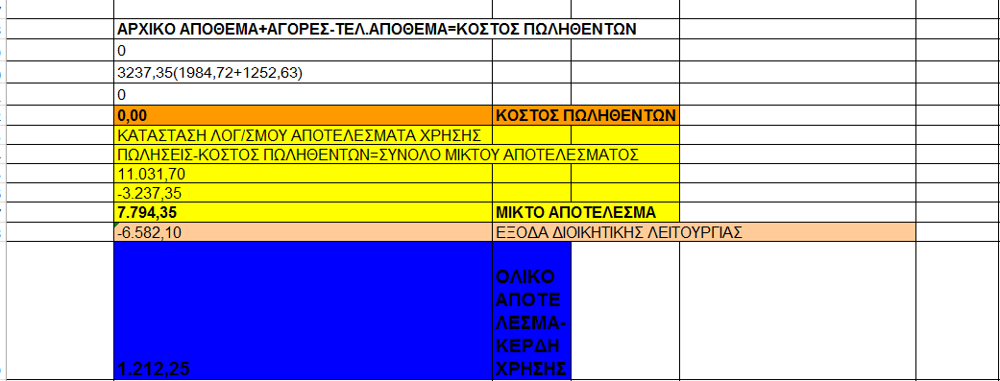 ΑΡΧΙΚΟ ΑΠΟΘΕΜΑ+ΑΓΟΡΕΣ-ΤΕΛ.ΑΠΟΘΕΜΑ=ΚΟΣΤΟΣ ΠΩΛΗΘΕΝΤΩΝ
0
3237,35(1984,72+1252,63)
0
0,00 ΚΟΣΤΟΣ ΠΩΛΗΘΕΝΤΩΝ
ΚΑΤΑΣΤΑΣΗ ΛΟΓ/ΣΜΟΥ ΑΠΟΤΕΛΕΣΜΑΤΑ ΧΡΗΣΗΣ
ΠΩΛΗΣΕΙΣ-ΚΟΣΤΟΣ ΠΩΛΗΘΕΝΤΩΝ=ΣΥΝΟΛΟ ΜΙΚΤΟΥ ΑΠΟΤΕΛΕΣΜΑΤΟΣ
11.031,70
-3.237,35
7.794,35 ΜΙΚΤΟ ΑΠΟΤΕΛΕΣΜΑ
-6.582,10 ΕΞΟΔΑ ΔΙΟΙΚΗΤΙΚΗΣ ΛΕΙΤΟΥΡΓΙΑΣ
ΟΛΙΚΟ
ΑΠΟΤΕ
ΛΕΣΜΑ-
ΚΕΡΔΗ
1.212,25 ΧΡΗΣΗΣ